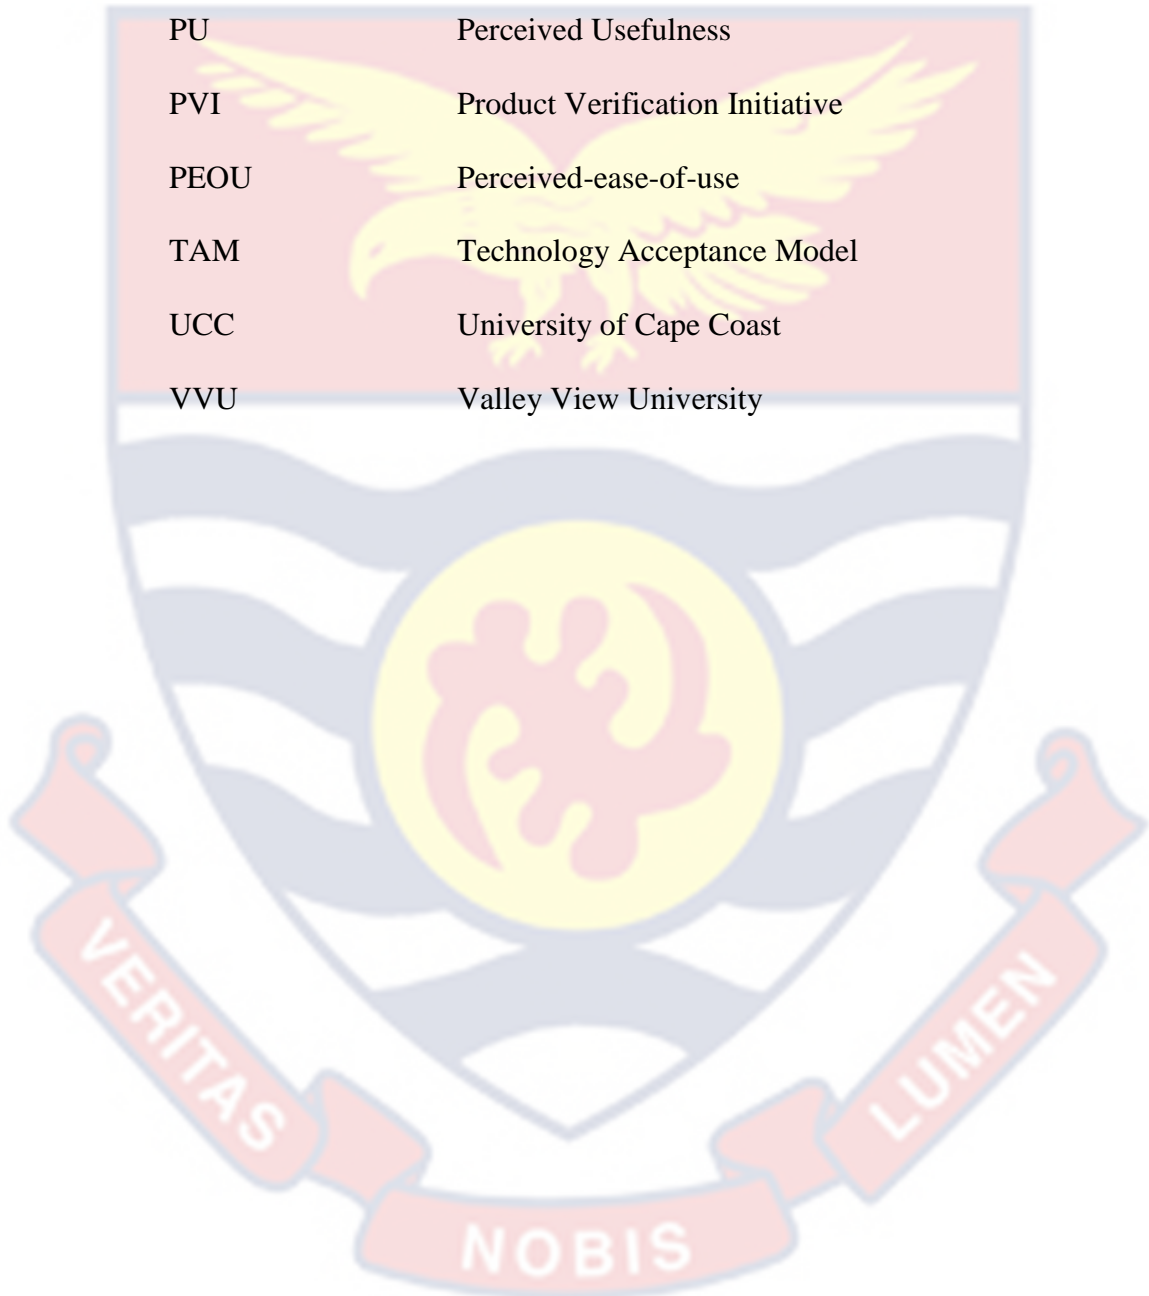 PU Perceived Usefulness
PVI Product Verification Initiative
PEOU Perceived-ease-of-use
TAM Technology Acceptance Model
UCC University of Cape Coast
VVU Valley View University
VERITAS
NOBIS
LUMEN